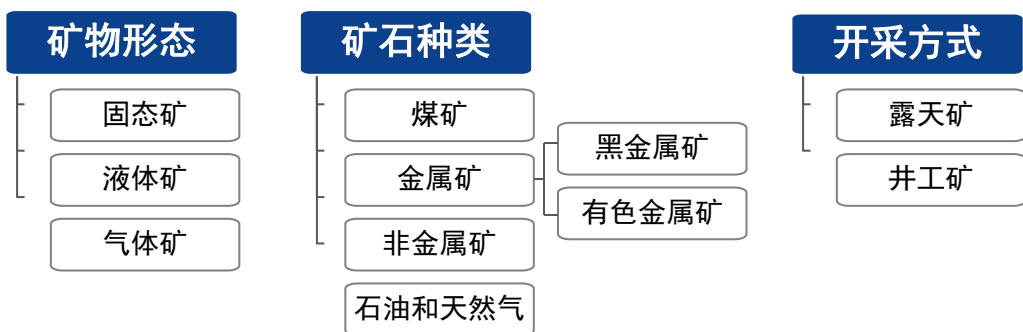 矿物形态
固态矿
液体矿
气体矿
矿石种类
煤矿
金属矿
黑金属矿
有色金属矿
非金属矿
石油和天然气
开采方式
露天矿
井工矿